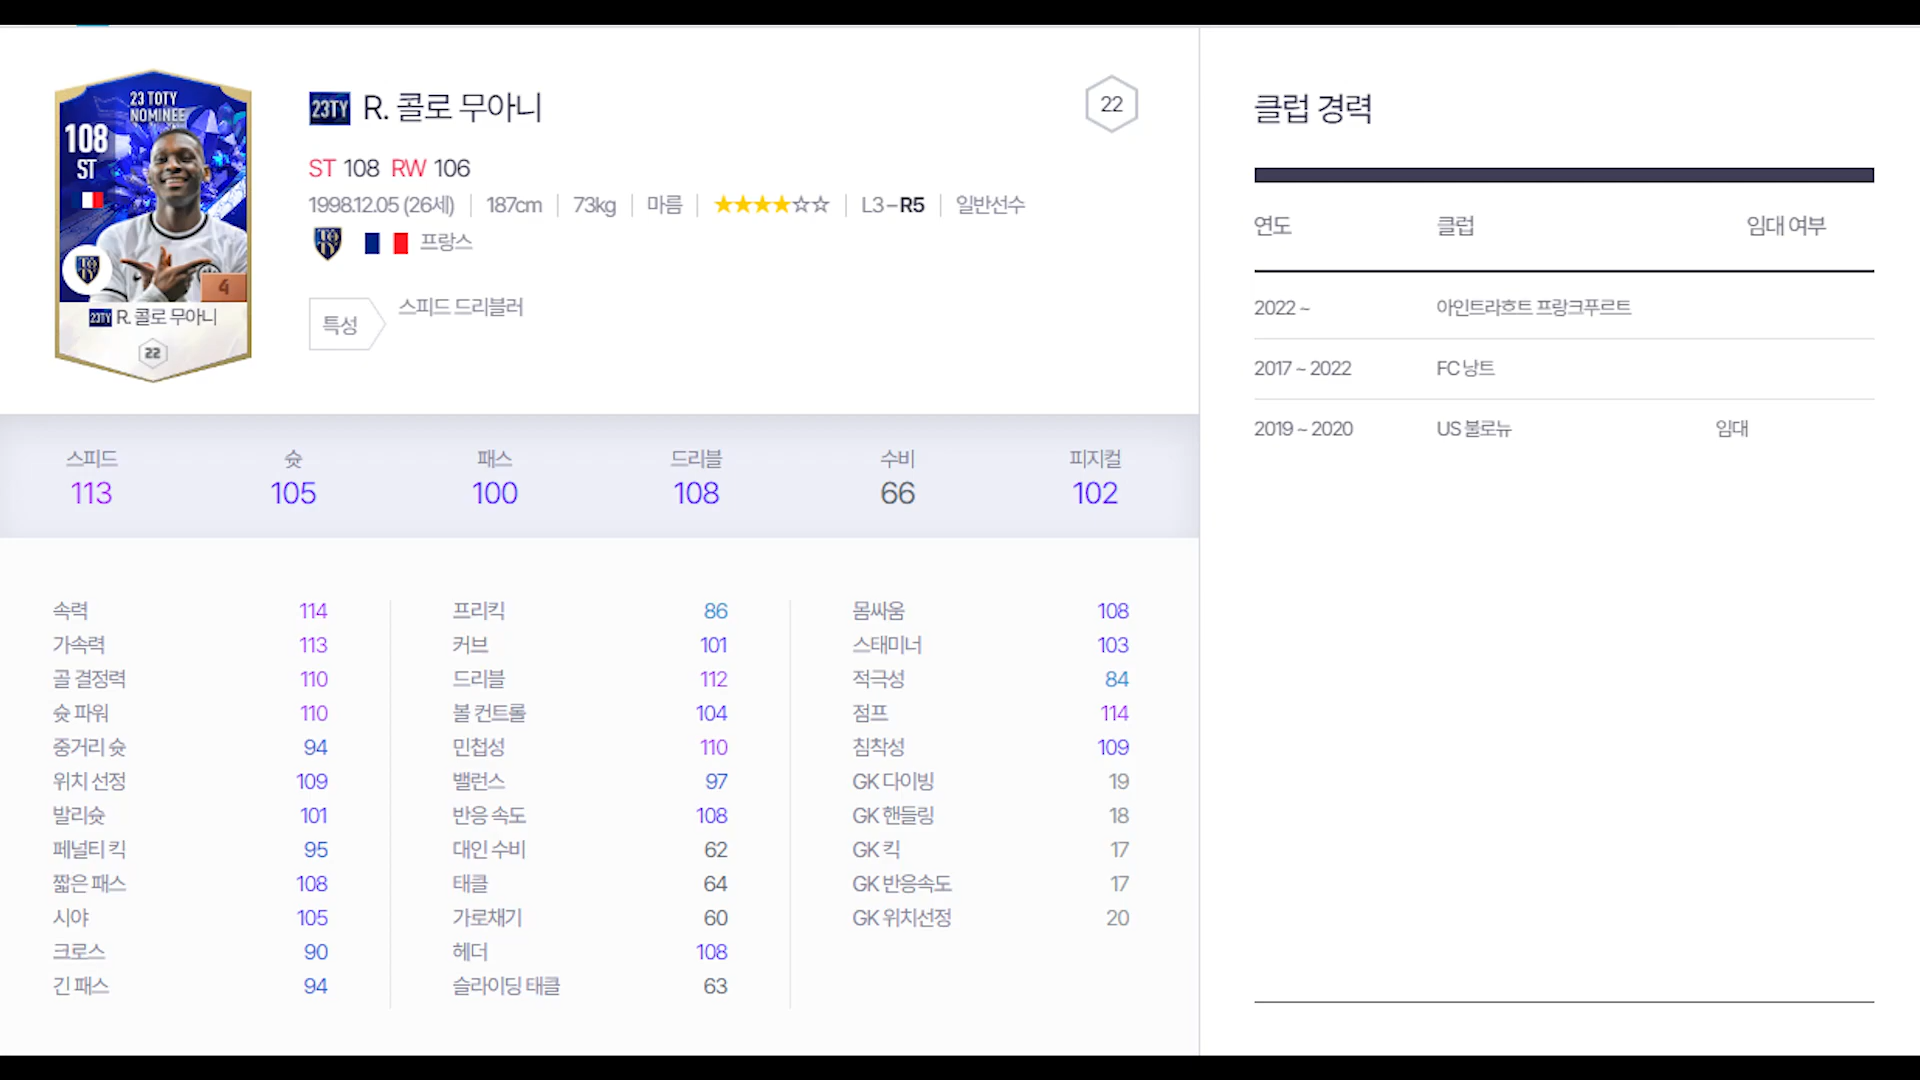 23 TOTY
NOMINEE
108
ST
4
23TY R. 콜로 무아니
22
23TY R. 콜로 무아니
22
ST 108 RW 106
1998.12.05 (26세) 187cm 73kg 마름 ★★★★☆☆ L3 – R5 일반선수
프랑스
특성 스피드 드리블러
스피드 슛 패스 드리블 수비 피지컬
113 105 100 108 66 102
속력 114
가속력 113
골 결정력 110
슛 파워 110
중거리 슛 94
위치 선정 109
발리슛 101
페널티 킥 95
짧은 패스 108
시야 105
크로스 90
긴 패스 94
프리킥 86
커브 101
드리블 112
볼 컨트롤 104
민첩성 110
밸런스 97
반응 속도 108
대인 수비 62
태클 64
가로채기 60
헤더 108
슬라이딩 태클 63
몸싸움 108
스태미너 103
적극성 84
점프 114
침착성 109
GK 다이빙 19
GK 핸들링 18
GK 킥 17
GK 반응속도 17
GK 위치선정 20
클럽 경력
연도 클럽 임대 여부
2022 ~ 아인트라흐트 프랑크푸르트
2017 ~ 2022 FC 낭트
2019 ~ 2020 US 불로뉴 임대